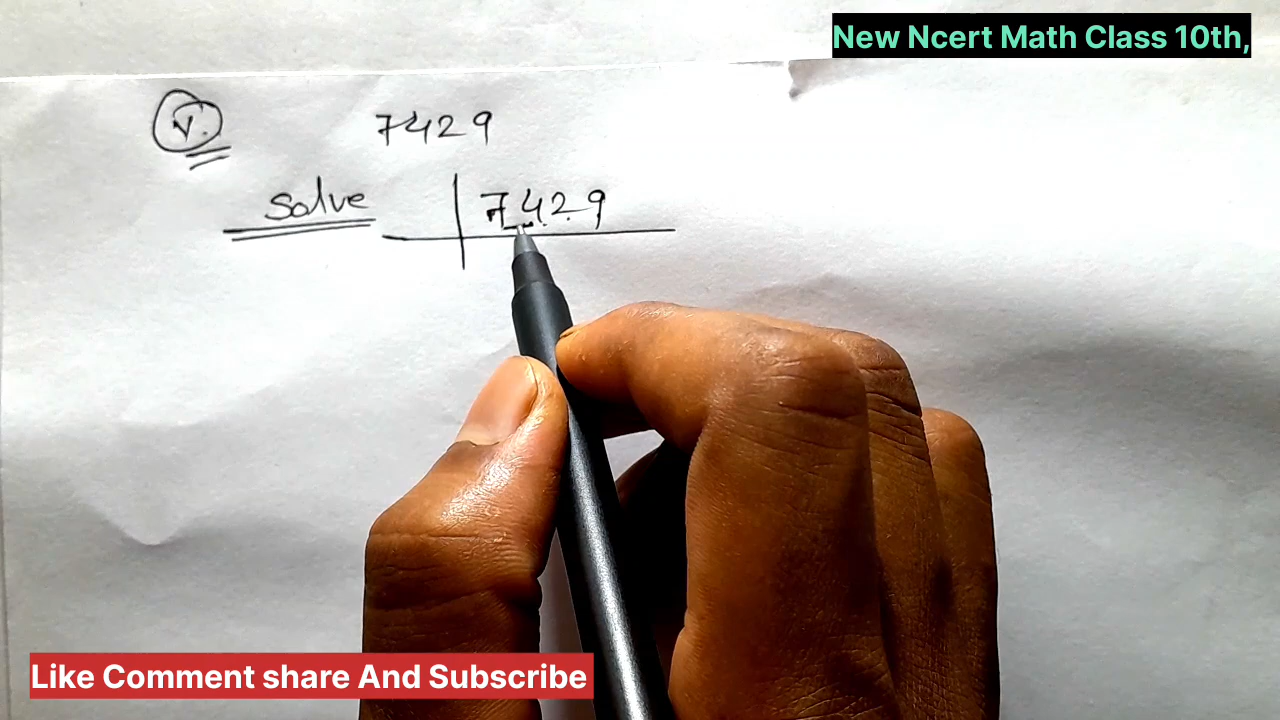 New Ncert Math Class 10th,
v. 7429
Solve 7429
Like Comment share And Subscribe